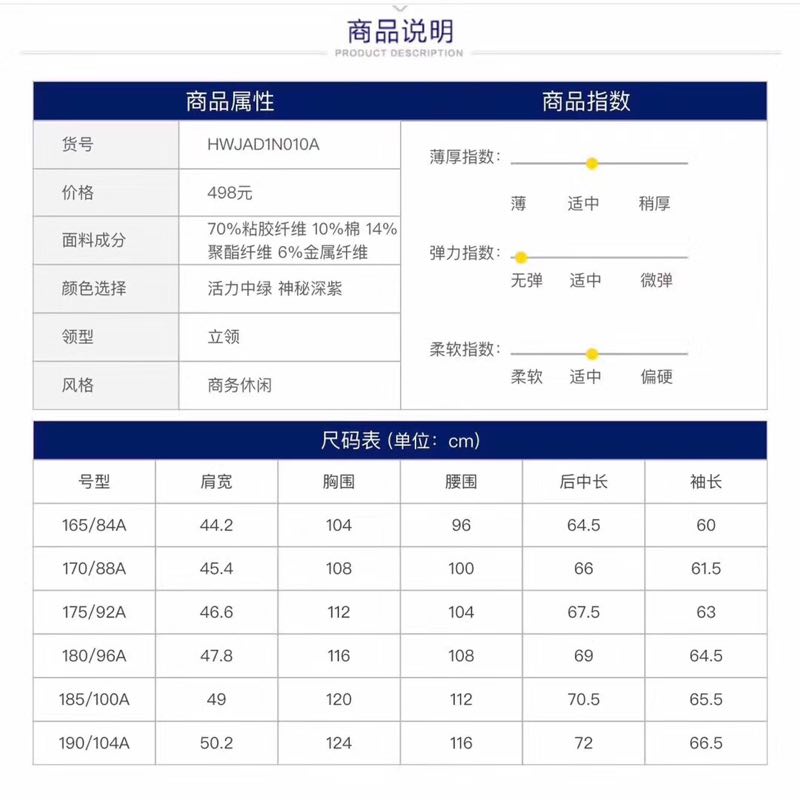 商品说明
PRODUCT DESCRIPTION
商品属性 商品指数
货号 HWJAD1N010A
价格 498元
面料成分 70%粘胶纤维 10%棉 14%
聚酯纤维 6%金属纤维
颜色选择 活力中绿 神秘深紫
领型 立领
风格 商务休闲
薄厚指数：
薄 适中 稍厚
弹力指数：
无弹 适中 微弹
柔软指数：
柔软 适中 偏硬
尺码表 (单位：cm)
号型 肩宽 胸围 腰围 后中长 袖长
165/84A 44.2 104 96 64.5 60
170/88A 45.4 108 100 66 61.5
175/92A 46.6 112 104 67.5 63
180/96A 47.8 116 108 69 64.5
185/100A 49 120 112 70.5 65.5
190/104A 50.2 124 116 72 66.5